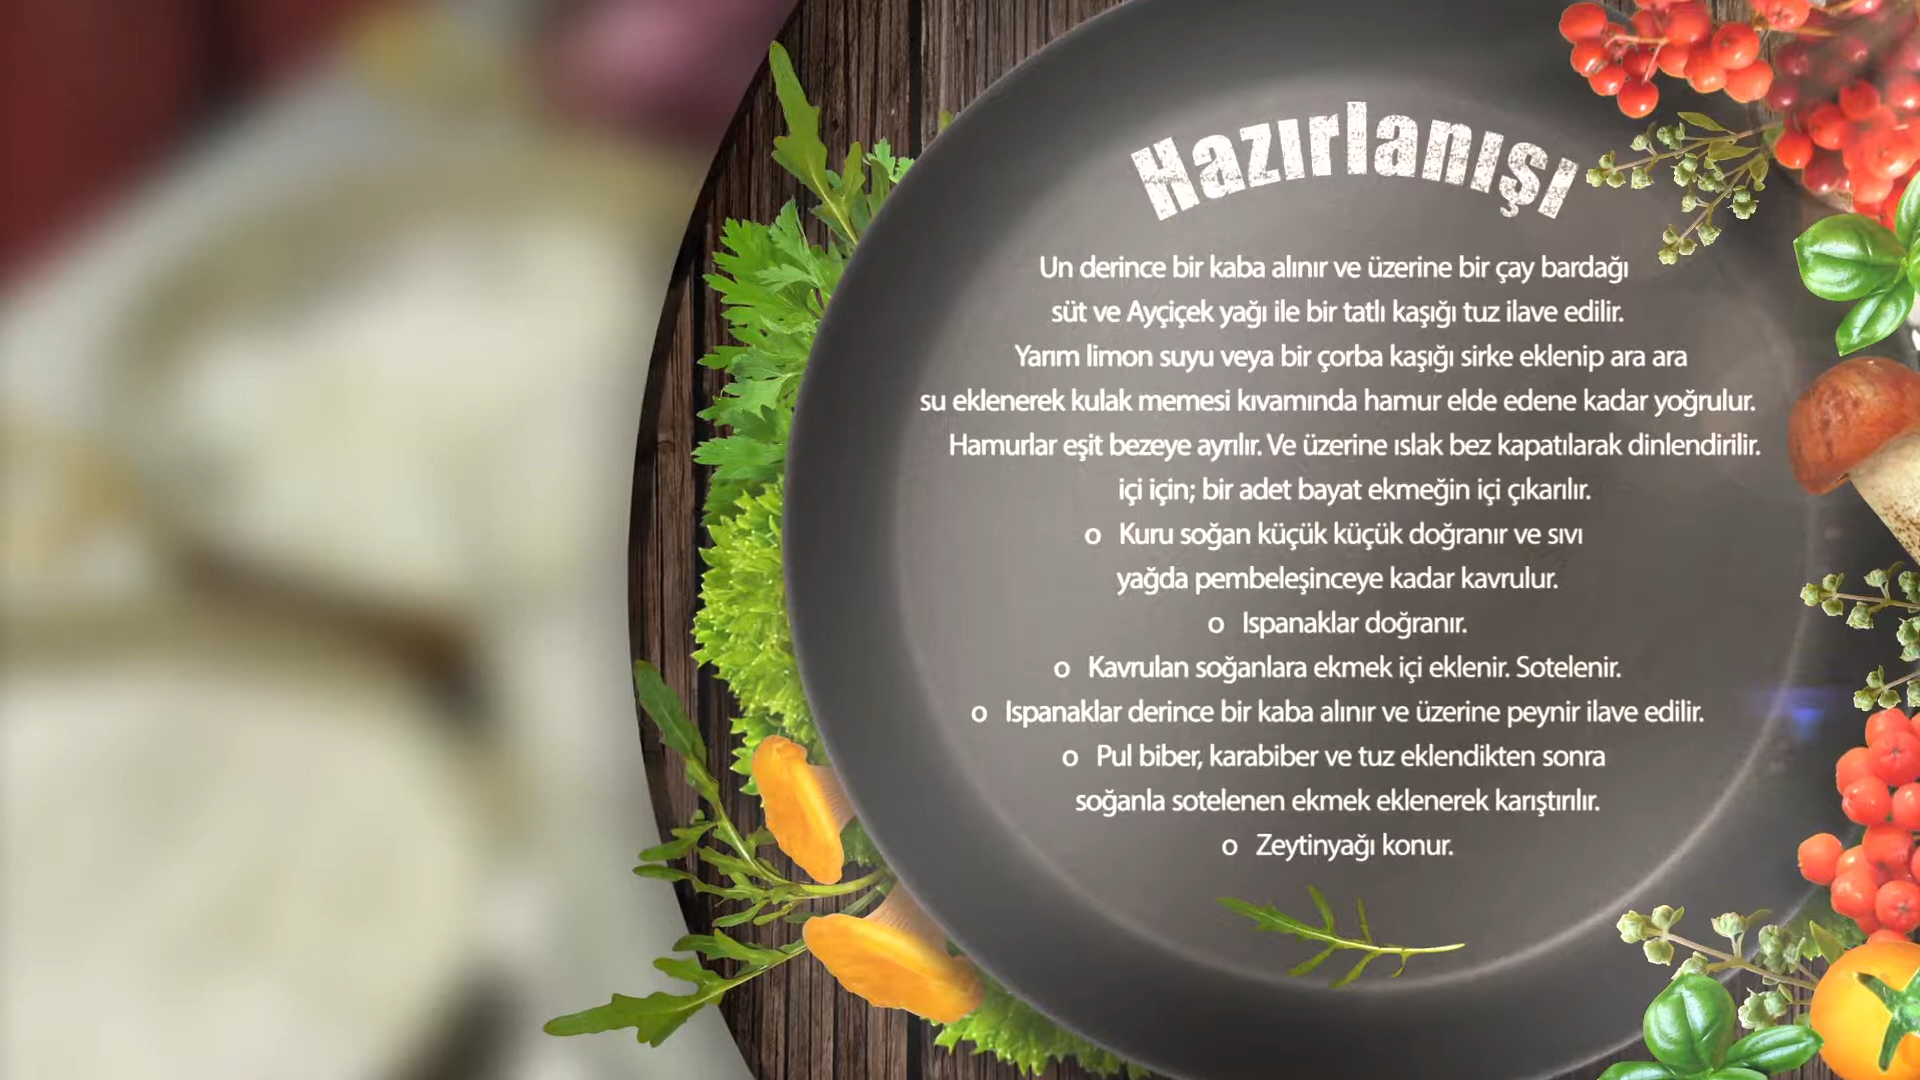 Hazırlanışı
Un derince bir kaba alınır ve üzerine bir çay bardağı
süt ve Ayçiçek yağı ile bir tatlı kaşığı tuz ilave edilir.
Yarım limon suyu veya bir çorba kaşığı sirke eklenip ara ara
su eklenerek kulak memesi kıvamında hamur elde edene kadar yoğrulur.
Hamurlar eşit bezeye ayrılır. Ve üzerine ıslak bez kapatılarak dinlendirilir.
içi için; bir adet bayat ekmeğin içi çıkarılır.
o Kuru soğan küçük küçük doğranır ve sıvı
yağda pembeleşinceye kadar kavrulur.
o Ispanaklar doğranır.
o Kavrulan soğanlara ekmek içi eklenir. Sotelenir.
o Ispanaklar derince bir kaba alınır ve üzerine peynir ilave edilir.
o Pul biber, karabiber ve tuz eklendikten sonra
soğanla sotelenen ekmek eklenerek karıştırılır.
o Zeytinyağı konur.